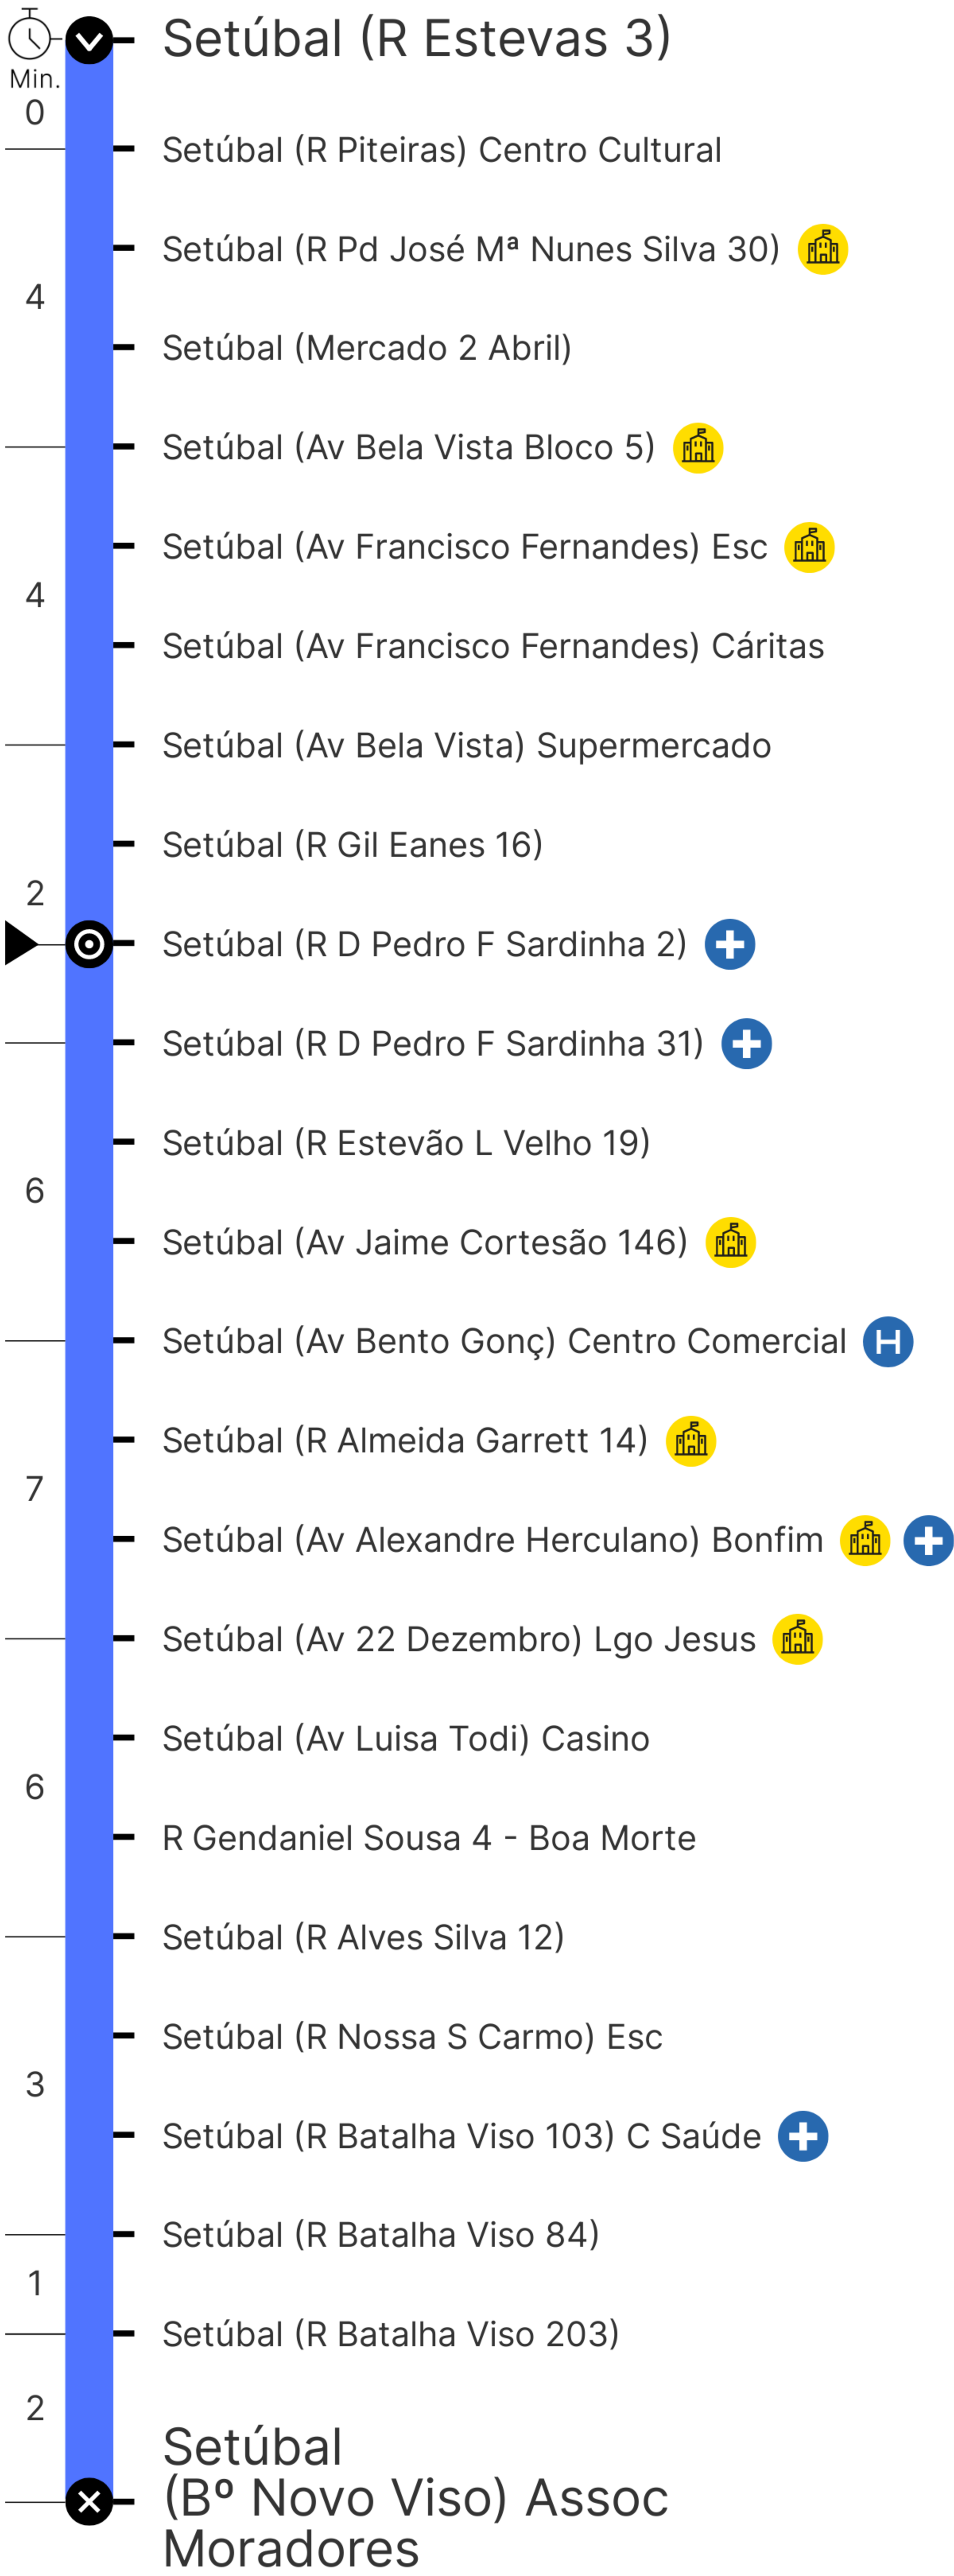 Setúbal (R Estevas 3)
Min.
0
Setúbal (R Piteiras) Centro Cultural
Setúbal (R Pd José Mª Nunes Silva 30)
4
Setúbal (Mercado 2 Abril)
Setúbal (Av Bela Vista Bloco 5)
Setúbal (Av Francisco Fernandes) Esc
4
Setúbal (Av Francisco Fernandes) Cáritas
Setúbal (Av Bela Vista) Supermercado
Setúbal (R Gil Eanes 16)
2
Setúbal (R D Pedro F Sardinha 2)
Setúbal (R D Pedro F Sardinha 31)
Setúbal (R Estevão L Velho 19)
6
Setúbal (Av Jaime Cortesão 146)
Setúbal (Av Bento Gonç) Centro Comercial H
Setúbal (R Almeida Garrett 14)
7
Setúbal (Av Alexandre Herculano) Bonfim
Setúbal (Av 22 Dezembro) Lgo Jesus
Setúbal (Av Luisa Todi) Casino
6
R Gendaniel Sousa 4 - Boa Morte
Setúbal (R Alves Silva 12)
Setúbal (R Nossa S Carmo) Esc
3
Setúbal (R Batalha Viso 103) C Saúde
Setúbal (R Batalha Viso 84)
1
Setúbal (R Batalha Viso 203)
2
Setúbal
(Bº Novo Viso) Assoc
Moradores